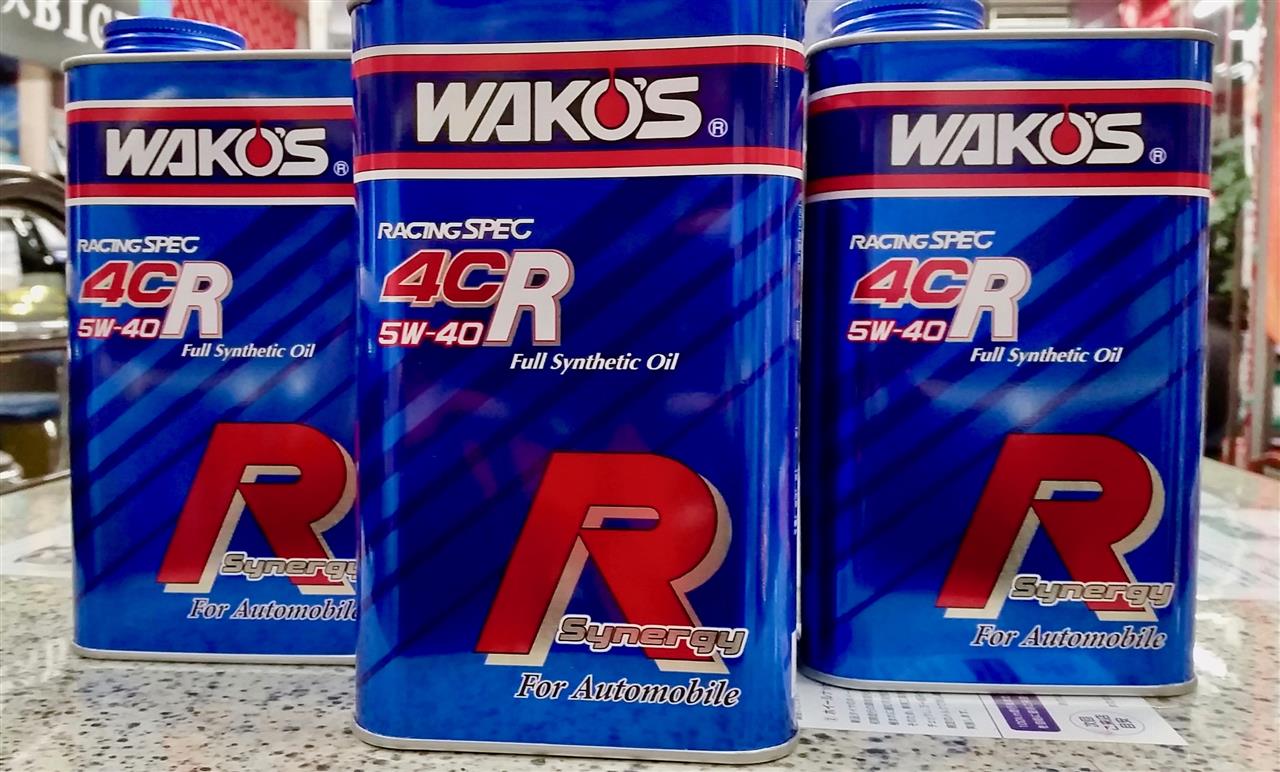 WAKO'S®
RACING SPEC
4CR
5W-40
Full Synthetic Oil
R
Synergy
For Automobile
WAKO'S®
RACING SPEC
4CR
5W-40
Full Synthetic Oil
R
Synergy
For Automobile
WAKO'S®
RACING SPEC
4CR
5W-40
Full Synthetic Oil
R
Synergy
For Automobile